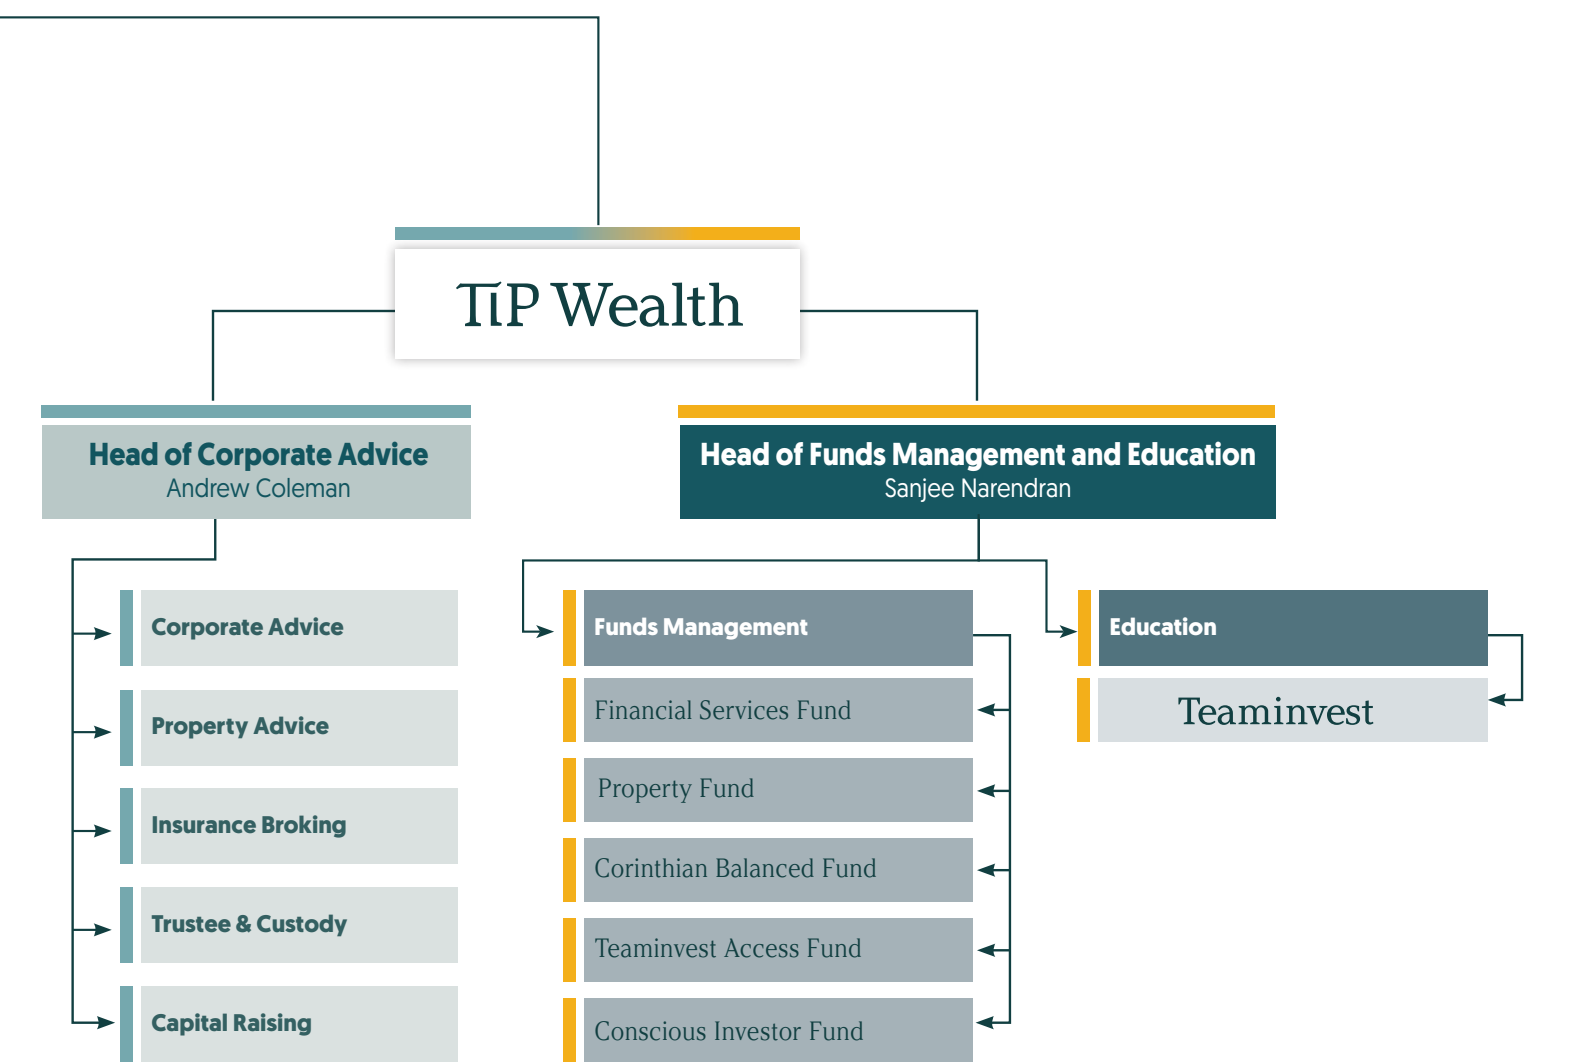 TiP Wealth
Head of Corporate Advice
Andrew Coleman
Head of Funds Management and Education
Sanjee Narendran
Corporate Advice
Property Advice
Insurance Broking
Trustee & Custody
Capital Raising
Funds Management
Financial Services Fund
Property Fund
Corinthian Balanced Fund
Teaminvest Access Fund
Conscious Investor Fund
Education
Teaminvest